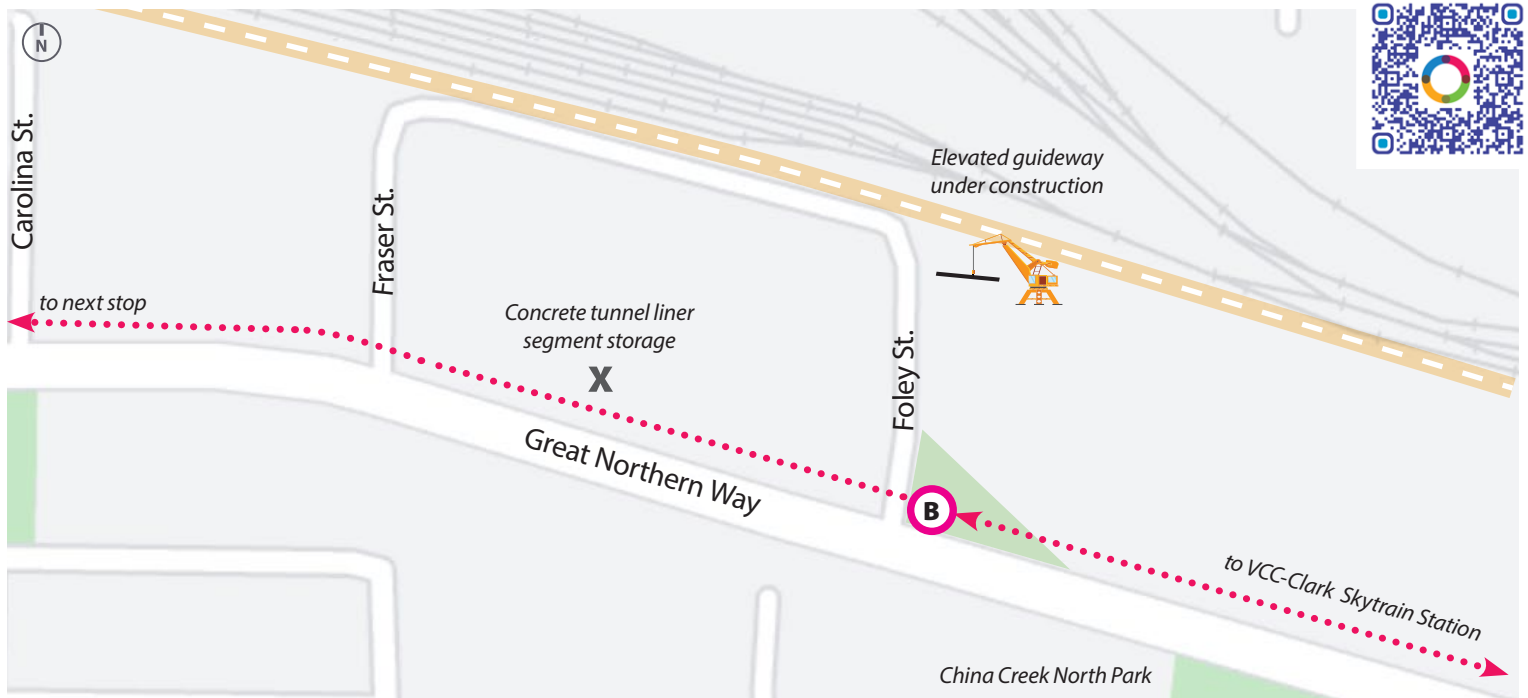 N
Carolina St.
Fraser St.
Elevated guideway
under construction
to next stop
Concrete tunnel liner
segment storage
X
Foley St.
Great Northern Way
B
to VCC-Clark Skytrain Station
China Creek North Park